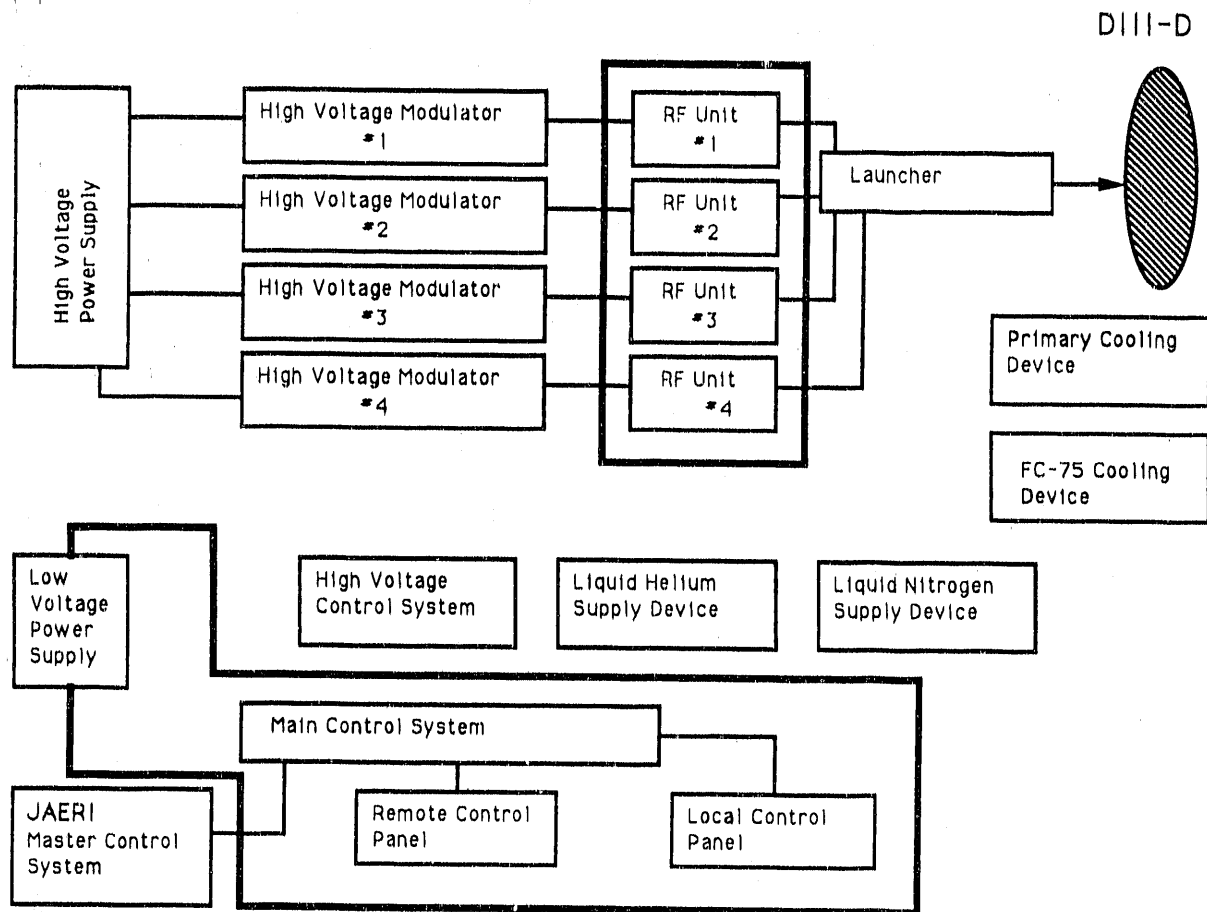 DIII-D
High Voltage
Power Supply
High Voltage Modulator
#1
RF Unit
#1
Launcher
High Voltage Modulator
#2
RF Unit
#2
High Voltage Modulator
#3
RF Unit
#3
High Voltage Modulator
#4
RF Unit
#4
Primary Cooling
Device
FC-75 Cooling
Device
Low
Voltage
Power
Supply
High Voltage
Control System
Liquid Helium
Supply Device
Liquid Nitrogen
Supply Device
Main Control System
JAERI
Master Control
System
Remote Control
Panel
Local Control
Panel